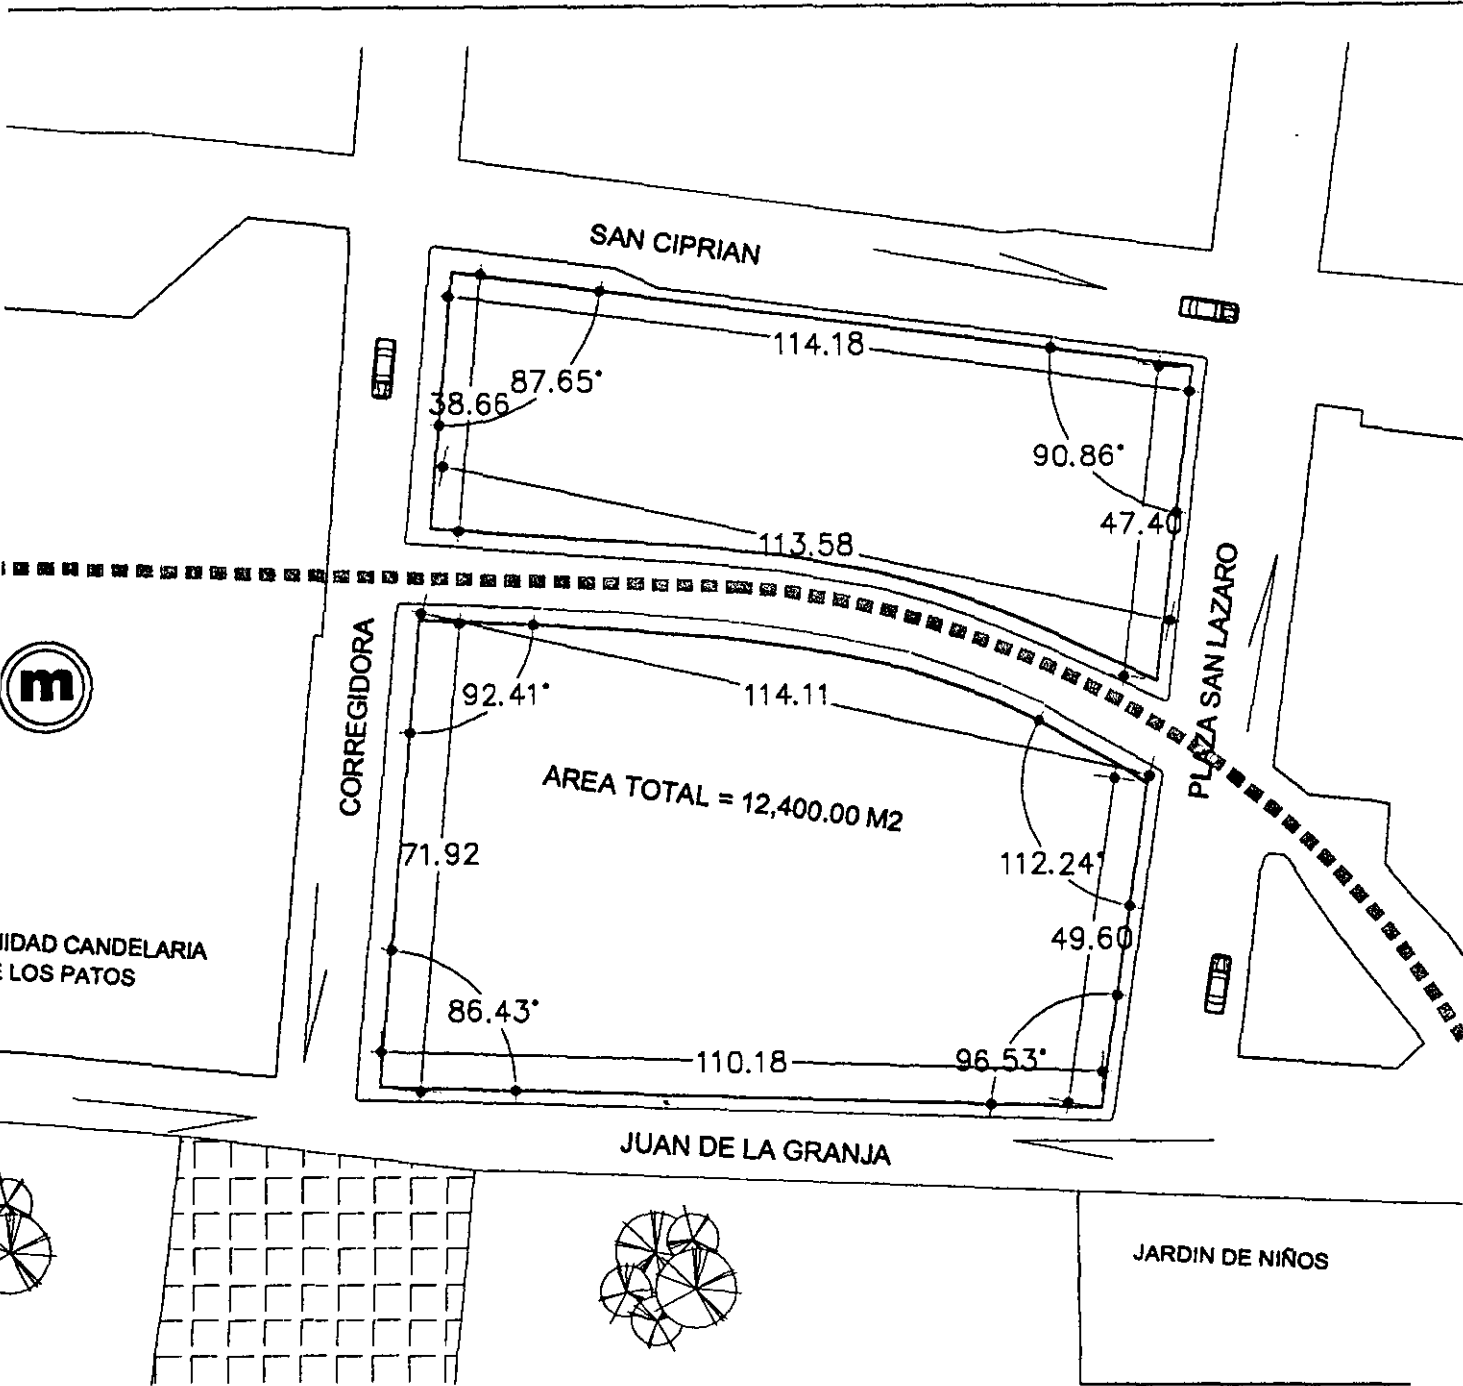 SAN CIPRIAN
114.18
87.65°
38.66
90.86°
47.40
113.58
PLAZA SAN LAZARO
CORREGIDORA
m
92.41°
114.11
AREA TOTAL = 12,400.00 M2
71.92
112.24°
49.60
NIDAD CANDELARIA
E LOS PATOS
86.43°
110.18
96.53°
JUAN DE LA GRANJA
JARDIN DE NIÑOS